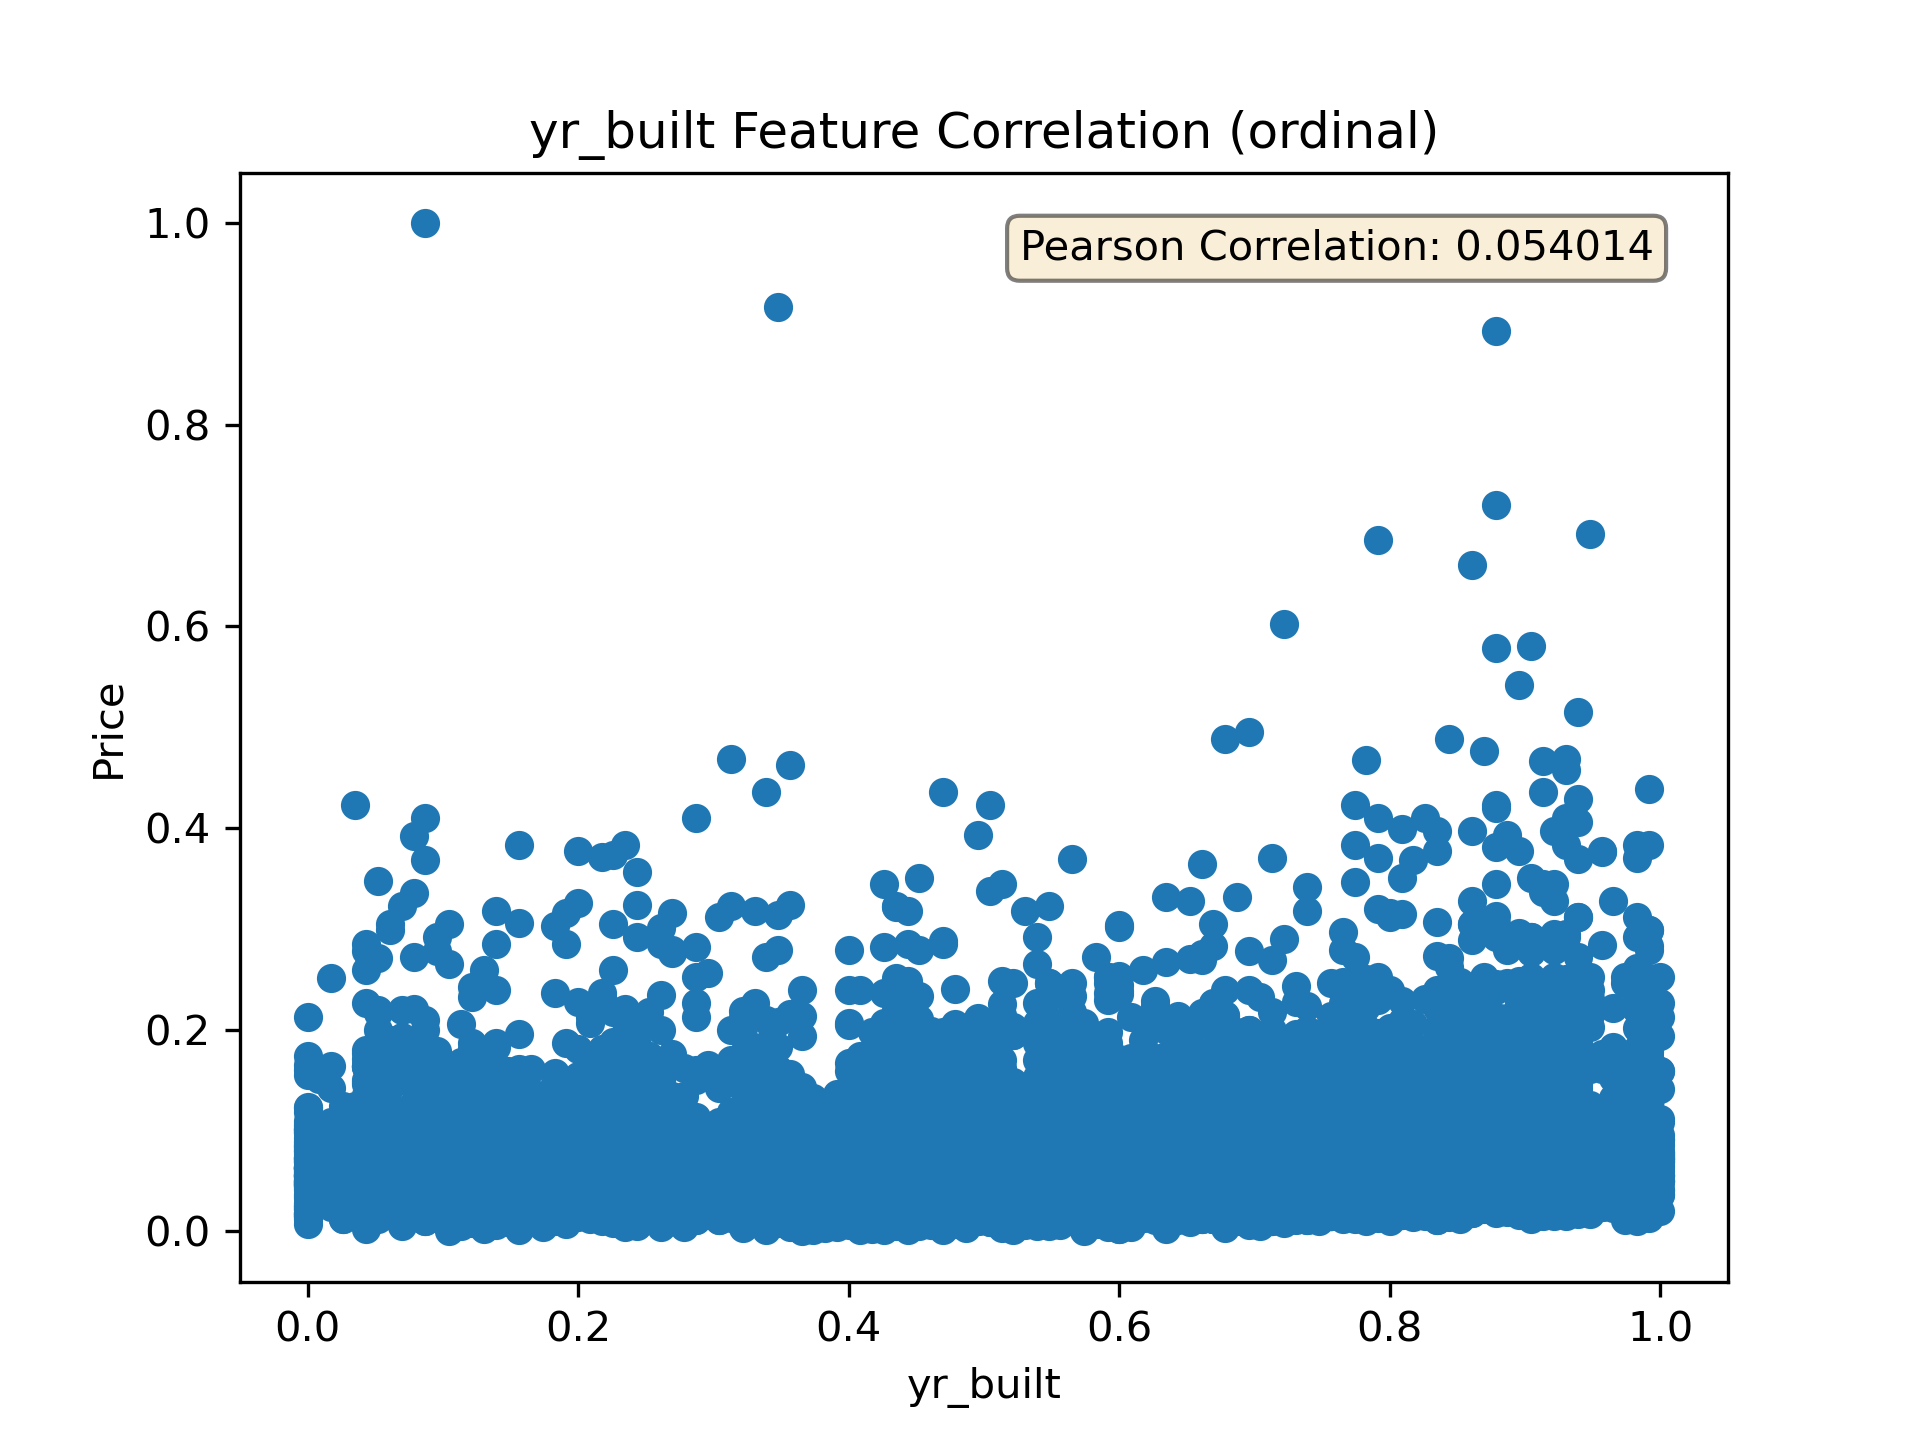 yr_built Feature Correlation (ordinal)
Pearson Correlation: 0.054014
1.0
0.8
0.6
0.4
0.2
0.0
Price
0.0 0.2 0.4 0.6 0.8 1.0
yr_built